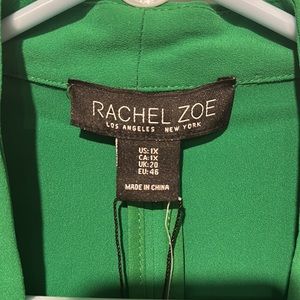 RACHEL ZOE
LOS ANGELES NEW YORK
US: 1X
CA: 1X
UK: 20
EU: 46
MADE IN CHINA